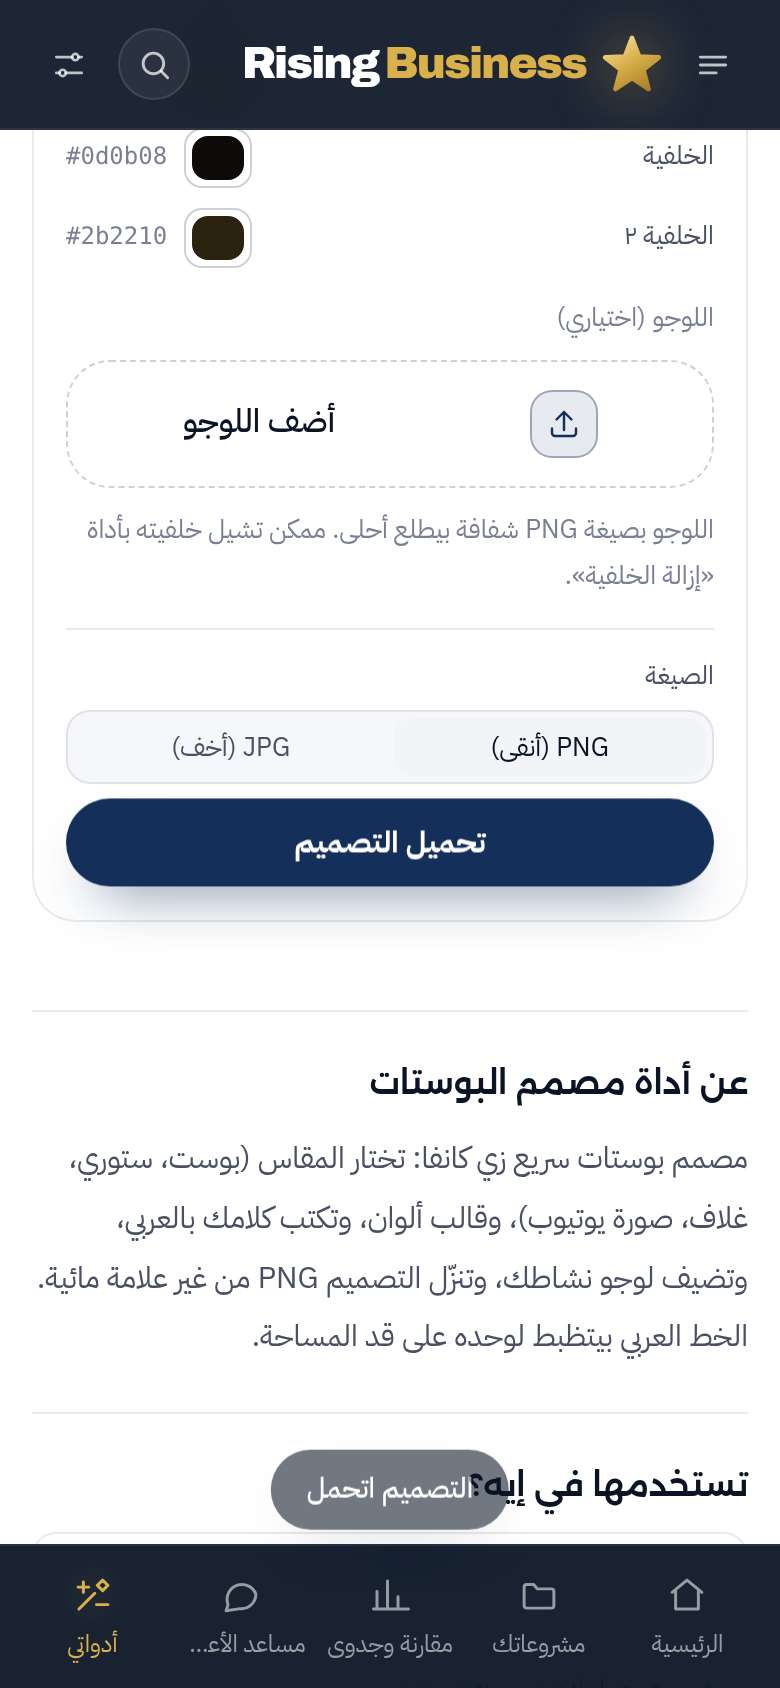 Rising Business
الخلفية
#0d0b08
الخلفية ٢
#2b2210
اللوجو (اختياري)
أضف اللوجو
اللوجو بصيغة PNG شفافة بيطلع أحلى. ممكن تشيل خلفيته بأداة
«إزالة الخلفية».
الصيغة
PNG (أنقى)
JPG (أخف)
تحميل التصميم
عن أداة مصمم البوستات
مصمم بوستات سريع زي كانفا: تختار المقاس (بوست، ستوري،
غلاف، صورة يوتيوب)، وقالب ألوان، وتكتب كلامك بالعربي،
وتضيف لوجو نشاطك، وتنزّل التصميم PNG من غير علامة مائية.
الخط العربي بيتظبط لوحده على قد المساحة.
تستخدمها في إيه؟
التصميم اتحمل
الرئيسية
مشروعاتك
مقارنة وجدوى
مساعد الأعـ...
أدواتي